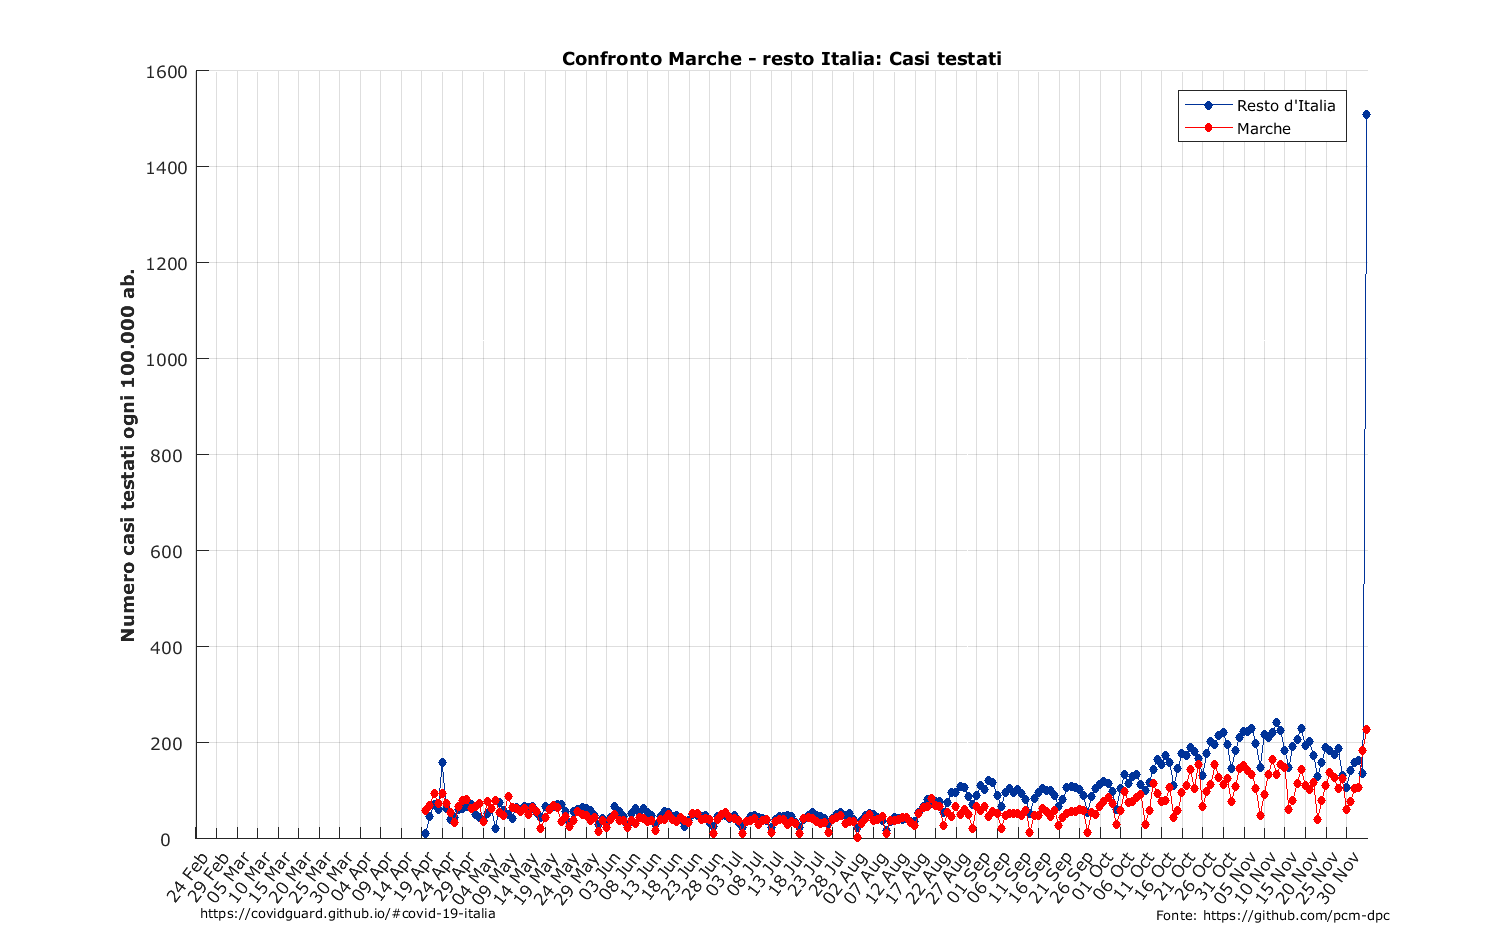 Confronto Marche - resto Italia: Casi testati
Resto d'Italia
Marche
Numero casi testati ogni 100.000 ab.
1600
1400
1200
1000
800
600
400
200
0
24 Feb
29 Feb
05 Mar
10 Mar
15 Mar
20 Mar
25 Mar
30 Mar
04 Apr
09 Apr
14 Apr
19 Apr
24 Apr
29 Apr
04 May
09 May
14 May
19 May
24 May
29 May
03 Jun
08 Jun
13 Jun
18 Jun
23 Jun
28 Jun
03 Jul
08 Jul
13 Jul
18 Jul
23 Jul
28 Jul
02 Aug
07 Aug
12 Aug
17 Aug
22 Aug
27 Aug
01 Sep
06 Sep
11 Sep
16 Sep
21 Sep
26 Sep
01 Oct
06 Oct
11 Oct
16 Oct
21 Oct
26 Oct
31 Oct
05 Nov
10 Nov
15 Nov
20 Nov
25 Nov
30 Nov
https://covidguard.github.io/#covid-19-italia
Fonte: https://github.com/pcm-dpc